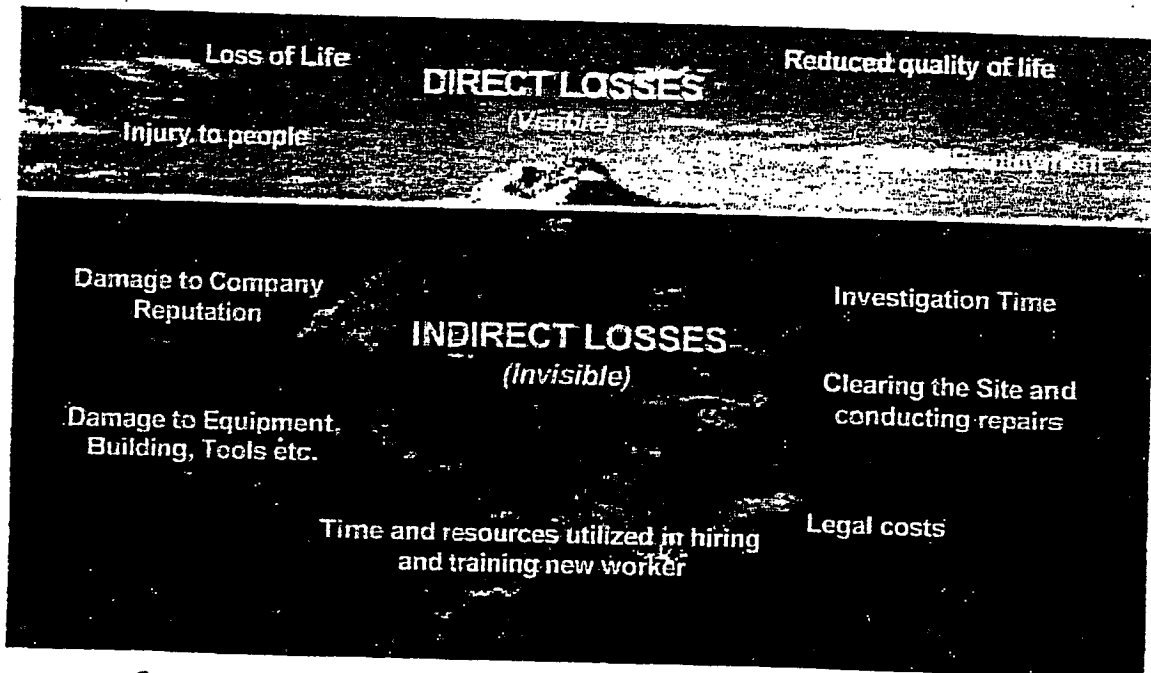 Loss of Life
DIRECT LOSSES
(Visible)
Reduced quality of life
Injury to people
INDIRECT LOSSES
(Invisible)
Damage to Company
Reputation
Investigation Time
Damage to Equipment,
Building, Tools etc.
Clearing the Site and
conducting repairs
Time and resources utilized in hiring
and training new worker
Legal costs